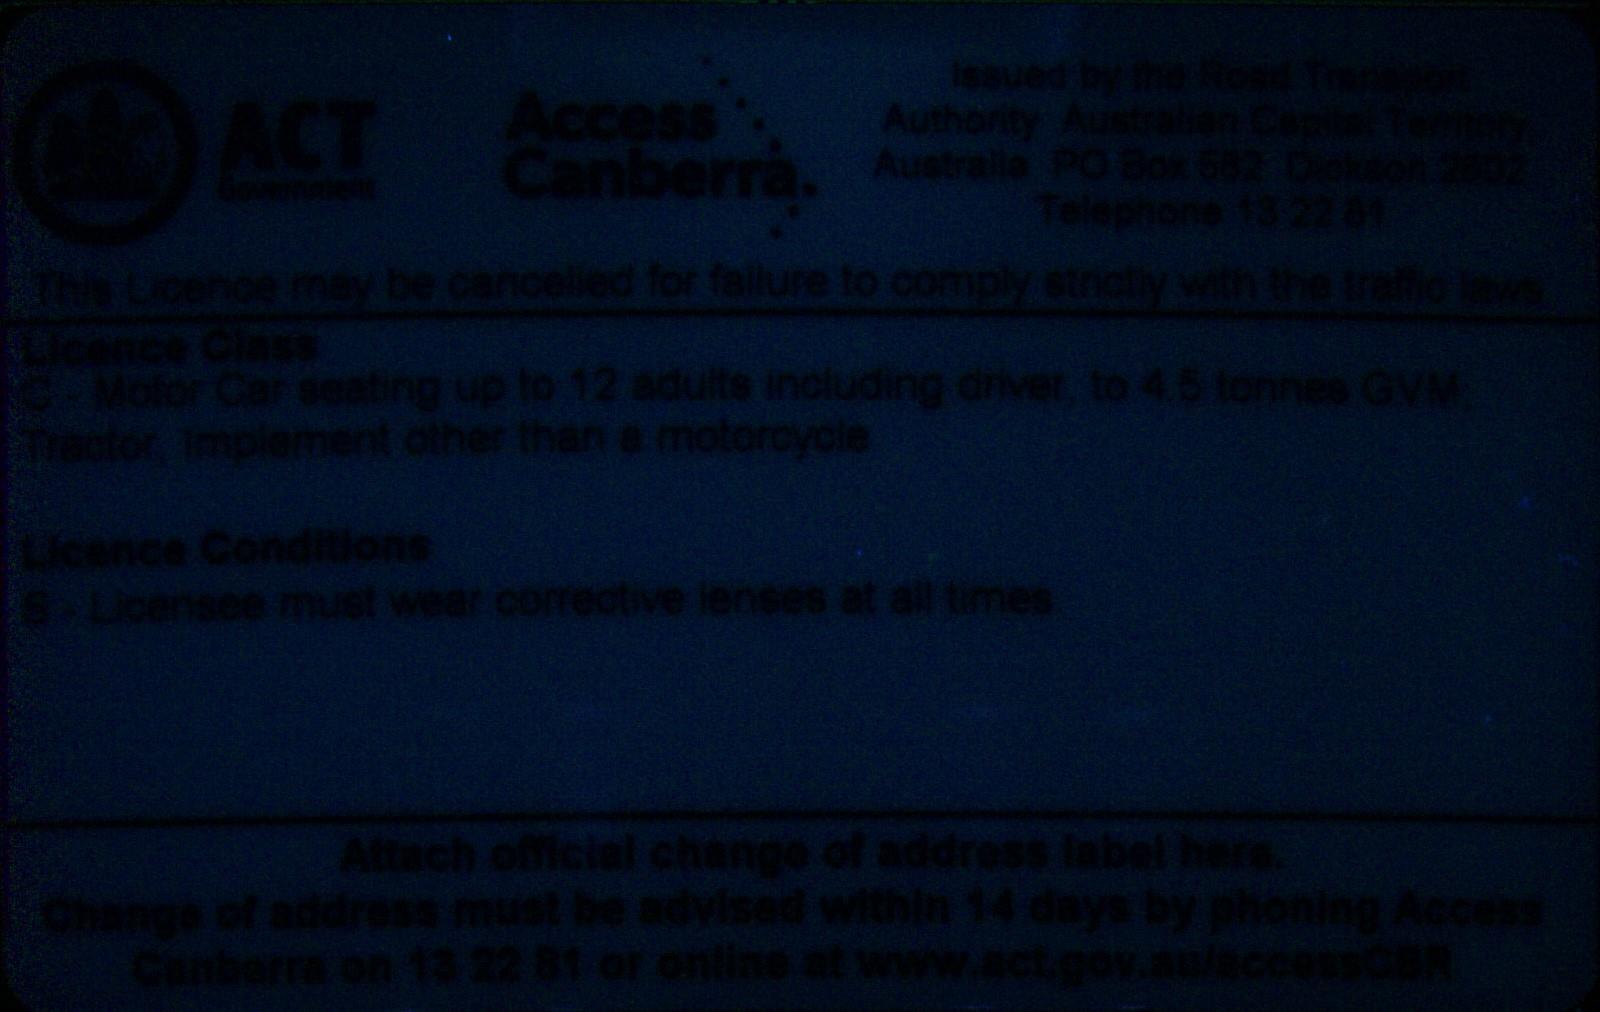 ACT
Government
Access
Canberra.
Issued by the Road Transport
Authority Australian Capital Territory,
Australia PO Box 582 Dickson 2602
Telephone 13 22 81
This Licence may be cancelled for failure to comply strictly with the traffic laws
Licence Class
C - Motor Car seating up to 12 adults including driver, to 4.5 tonnes GVM,
Tractor, Implement other than a motorcycle
Licence Conditions
S - Licensee must wear corrective lenses at all times
Attach official change of address label here.
Change of address must be advised within 14 days by phoning Access
Canberra on 13 22 81 or online at www.act.gov.au/accessCBR